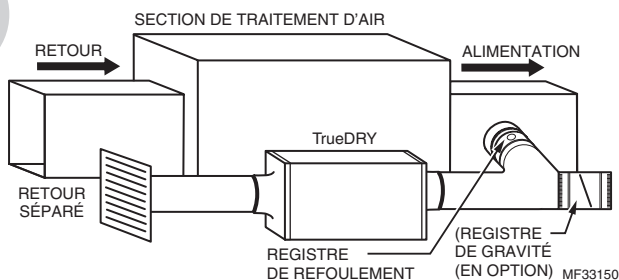 SECTION DE TRAITEMENT D'AIR
RETOUR
ALIMENTATION
TrueDRY
RETOUR
SÉPARÉ
REGISTRE
DE REFOULEMENT
(REGISTRE
DE GRAVITÉ
(EN OPTION)
MF33150